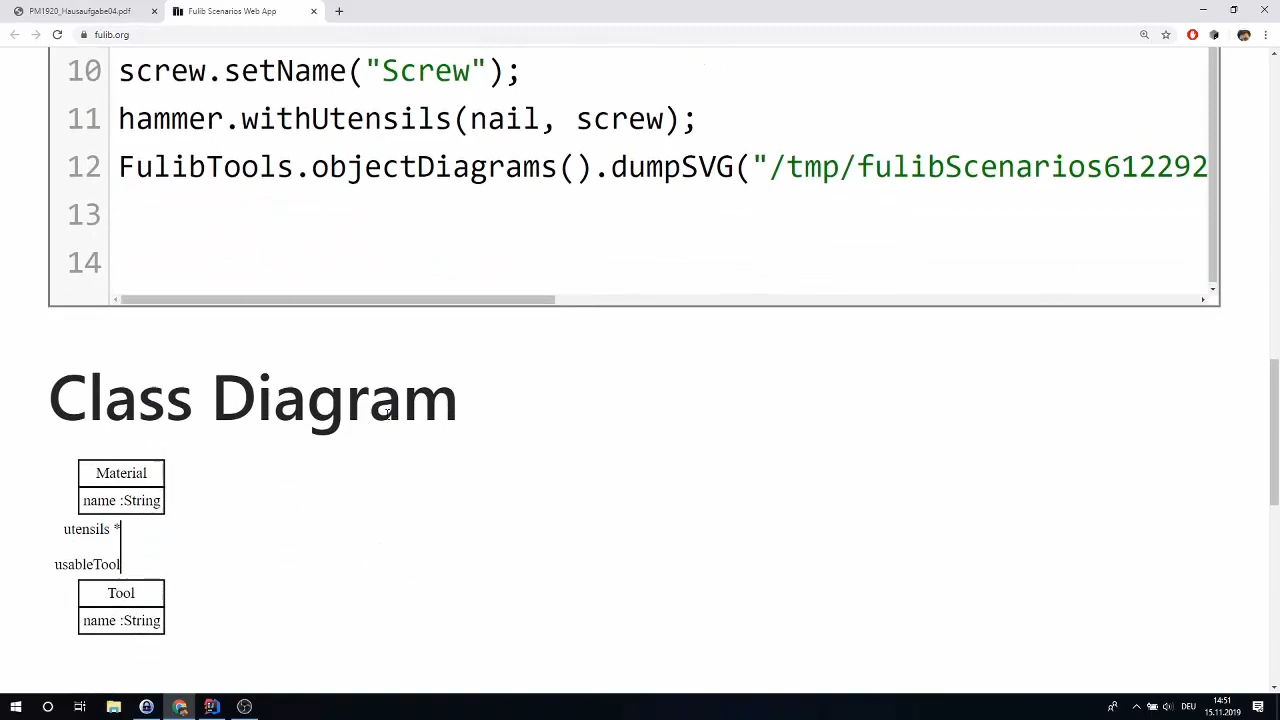 PM1920_Hausaufgabe04.pdf
Fulib Scenarios Web App
fulib.org
10 screw.setName("Screw");
11 hammer.withUtensils(nail, screw);
12 FulibTools.objectDiagrams().dumpSVG("/tmp/fulibScenarios612292
13
14
Class Diagram
Material
name :String
utensils *
usableTool
Tool
name :String
DEU
14:51
15.11.2019